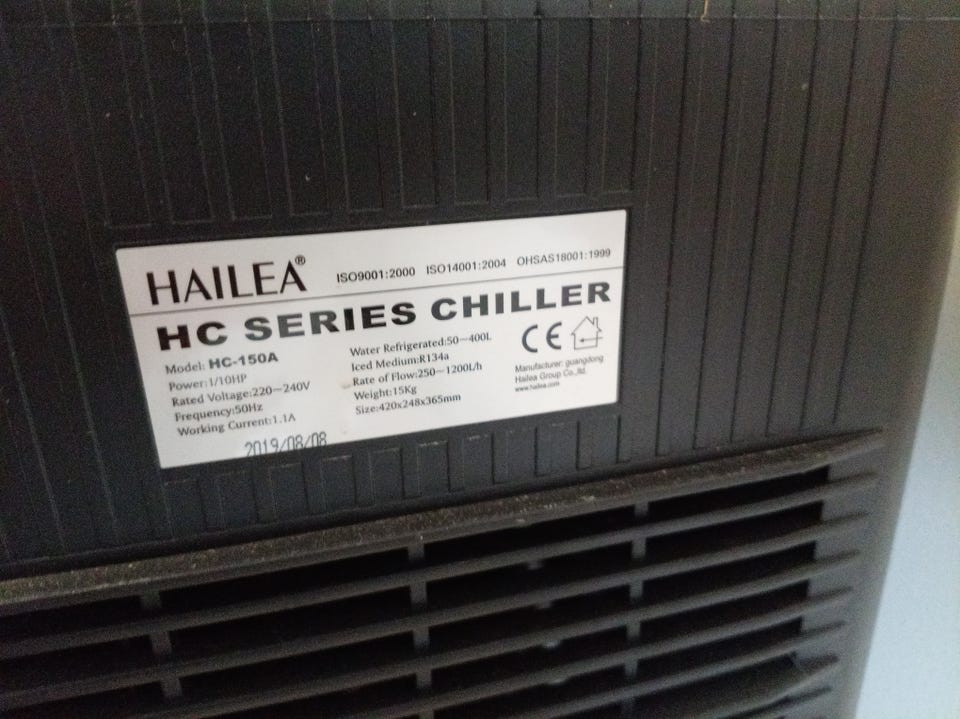 HAILEA®
ISO9001:2000 ISO14001:2004 OHSAS18001:1999
HC SERIES CHILLER
Model: HC-150A
Power:1/10HP
Rated Voltage:220~240V
Frequency:50Hz
Working Current:1.1A
Water Refrigerated:50~400L
Iced Medium:R134a
Rate of Flow:250~1200L/h
Weight:15Kg
Size:420x248x365mm
CE
Manufacturer: guangdong
Hailea Group Co.,ltd.
www.hailea.com
2019/08/08